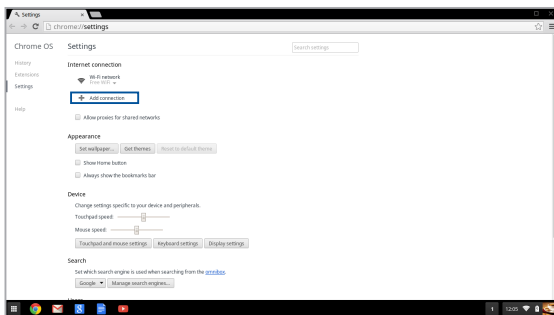 Settings
chrome://settings
Chrome OS
Settings
Search settings
History
Extensions
Settings
Help
Internet connection
Wi-Fi network
Free WiFi
Add connection
Allow proxies for shared networks
Appearance
Set wallpaper... Get themes Reset to default theme
Show Home button
Always show the bookmarks bar
Device
Change settings specific to your device and peripherals.
Touchpad speed:
Mouse speed:
Touchpad and mouse settings Keyboard settings Display settings
Search
Set which search engine is used when searching from the omnibox.
Google Manage search engines...
1 12:05